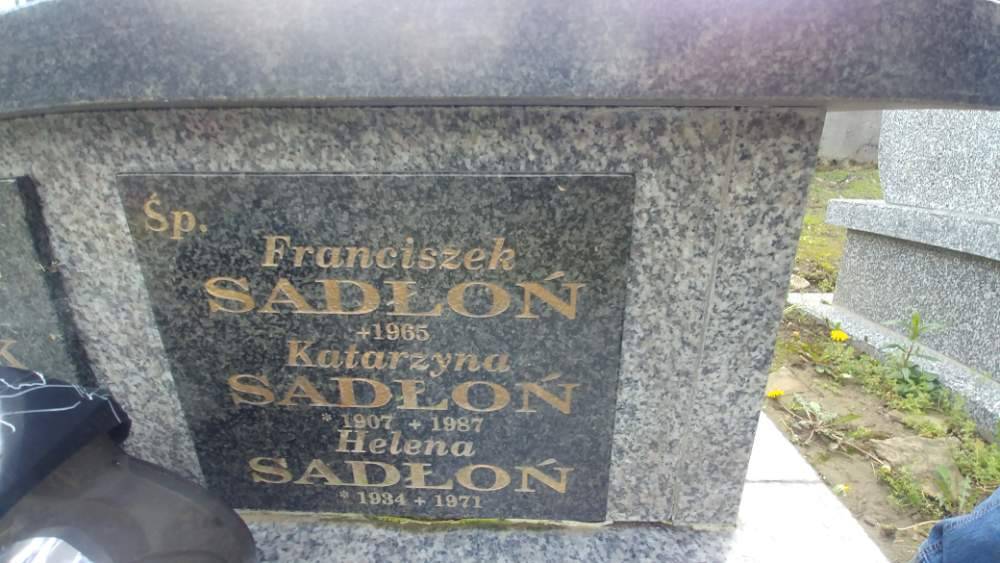 Śp.
Franciszek
SADŁOŃ
+1965
Katarzyna
SADŁOŃ
* 1907 + 1987
Helena
SADŁOŃ
* 1934 + 1971
K